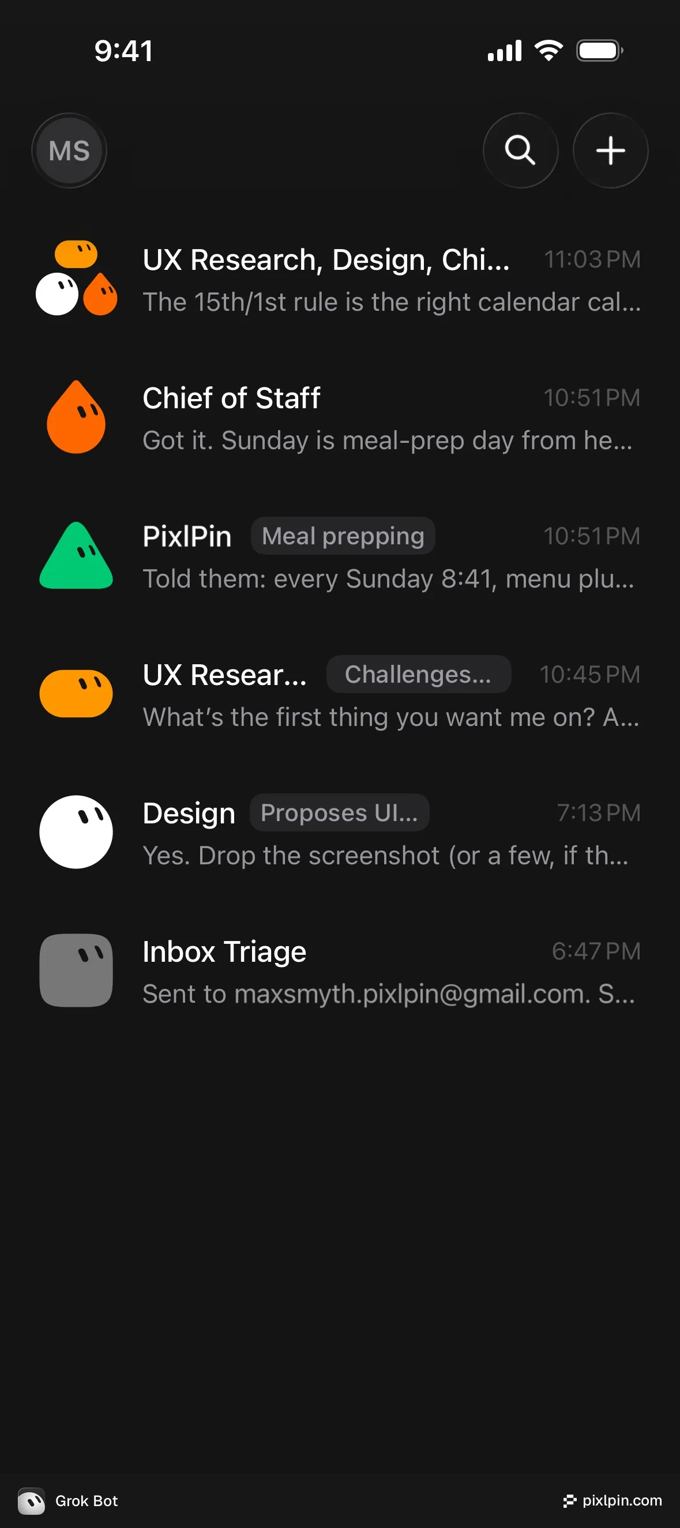 9:41
MS
UX Research, Design, Chi... 11:03 PM
The 15th/1st rule is the right calendar cal...
Chief of Staff 10:51 PM
Got it. Sunday is meal-prep day from he...
PixlPin Meal prepping 10:51 PM
Told them: every Sunday 8:41, menu plu...
UX Resear... Challenges... 10:45 PM
What’s the first thing you want me on? A...
Design Proposes UI... 7:13 PM
Yes. Drop the screenshot (or a few, if th...
Inbox Triage 6:47 PM
Sent to maxsmyth.pixlpin@gmail.com. S...
Grok Bot pixlpin.com